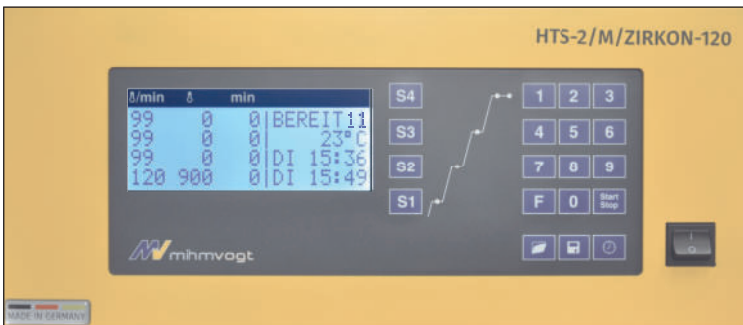 HTS-2/M/ZIRKON-120
8/min 8 min
99 0 0 BEREIT 11
99 0 0 23°C
99 0 0 DI 15:36
120 900 0 DI 15:49
S4
S3
S2
S1
1 2 3
4 5 6
7 8 9
F 0 Start Stop
mihmvogt
MADE IN GERMANY